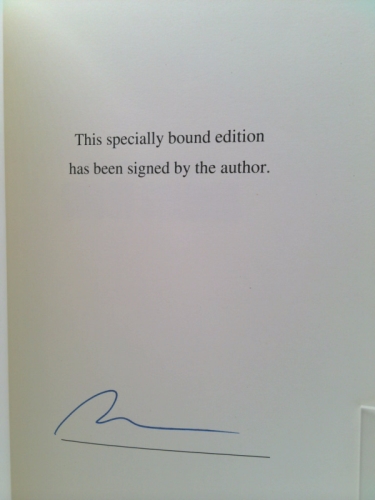 This specially bound edition
has been signed by the author.